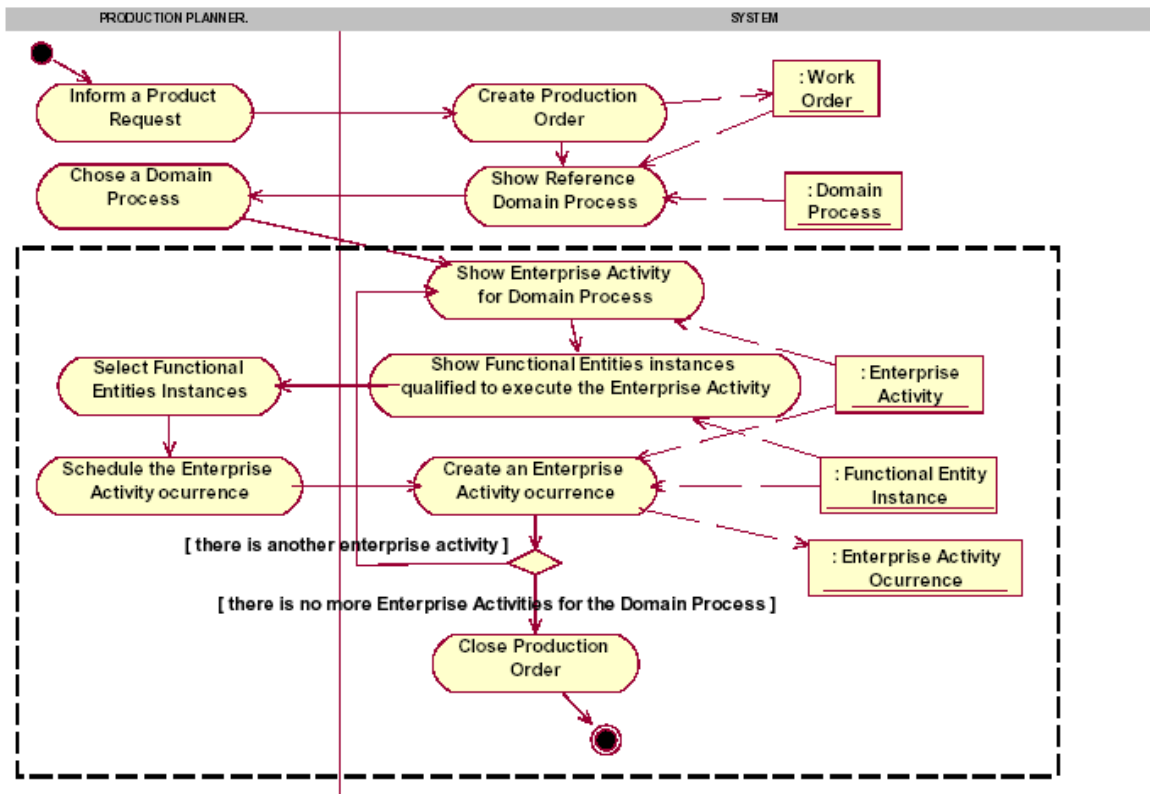 PRODUCTION PLANNER.
SYSTEM
Inform a Product
Request
Create Production
Order
: Work
Order
Chose a Domain
Process
Show Reference
Domain Process
: Domain
Process
Show Enterprise Activity
for Domain Process
Select Functional
Entities Instances
Show Functional Entities instances
qualified to execute the Enterprise Activity
: Enterprise
Activity
Schedule the Enterprise
Activity ocurrence
Create an Enterprise
Activity ocurrence
: Functional Entity
Instance
[ there is another enterprise activity ]
: Enterprise Activity
Ocurrence
[ there is no more Enterprise Activities for the Domain Process ]
Close Production
Order